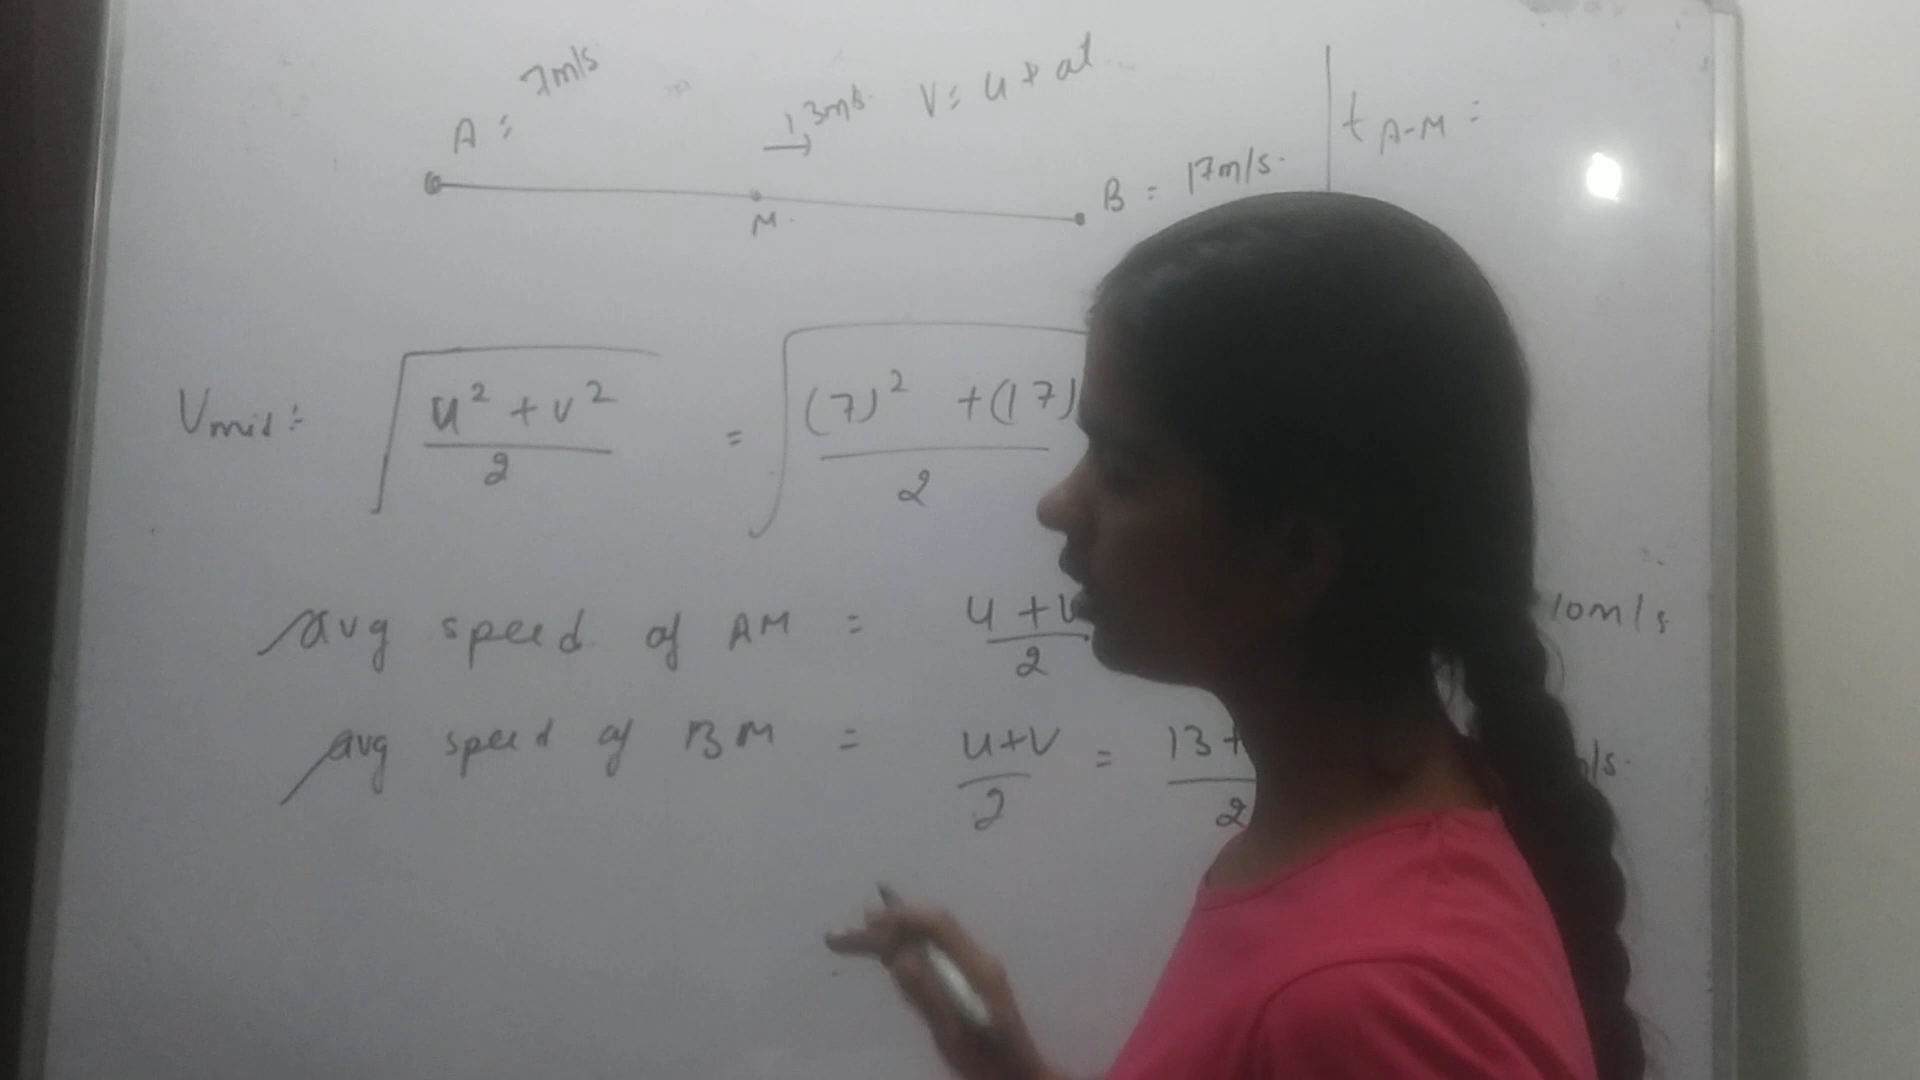 A = 7m/s
13m/s
V = u + at
t A-M =
B = 17m/s.
M.
Vmid = √ u² + v² / 2 = √ (7)² + (17) / 2
avg speed of AM = u + v / 2 10m/s
avg speed of BM = u+v / 2 = 13+ / 2 /s.